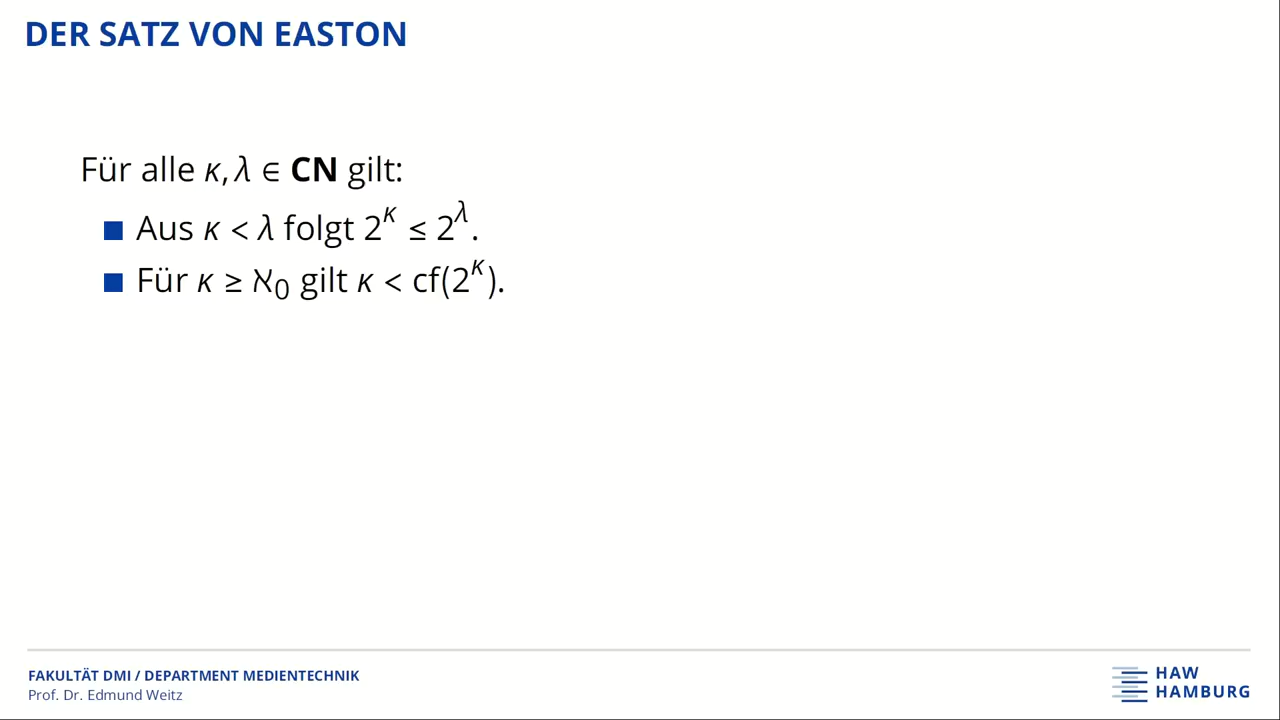 DER SATZ VON EASTON
Für alle κ, λ ∈ CN gilt:
Aus κ < λ folgt 2^κ ≤ 2^λ.
Für κ ≥ ℵ₀ gilt κ < cf(2^κ).
FAKULTÄT DMI / DEPARTMENT MEDIENTECHNIK
Prof. Dr. Edmund Weitz
HAW
HAMBURG